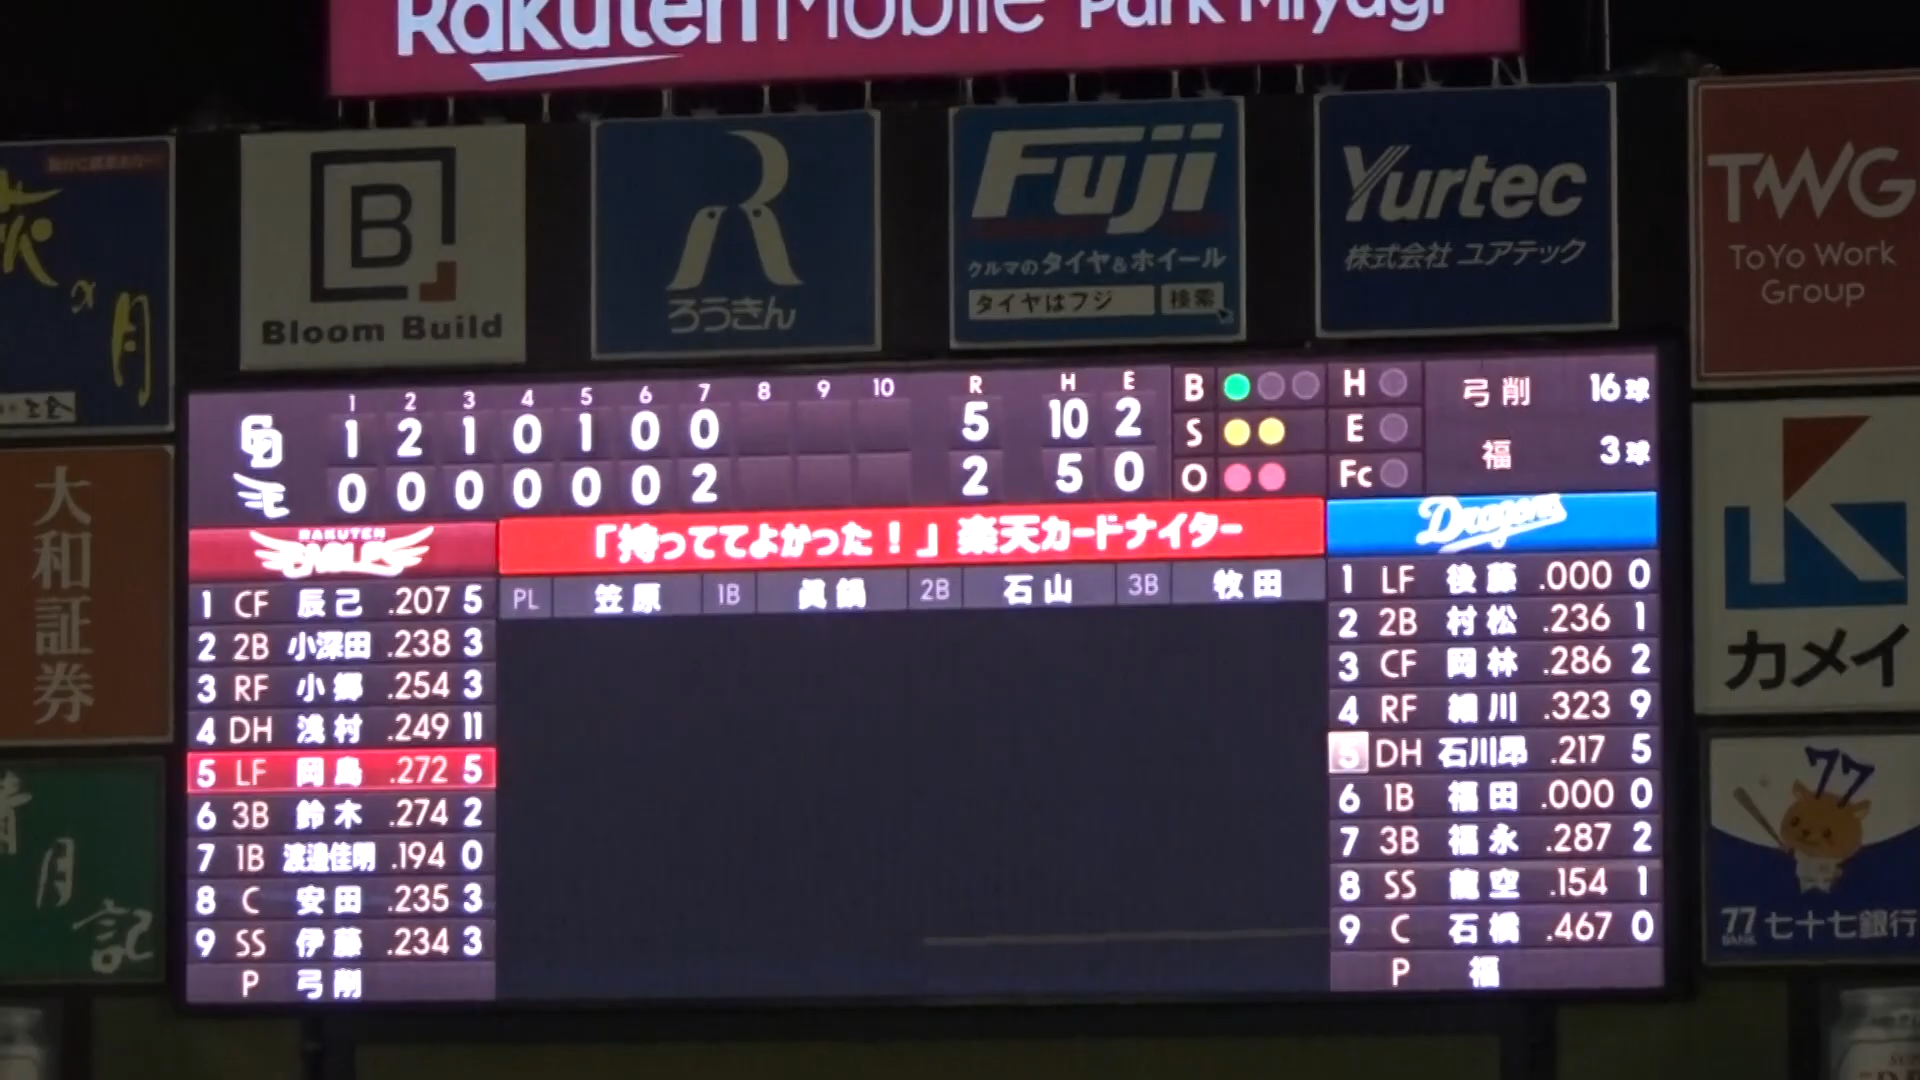 Rakuten Mobile Park Miyagi
萩の月
B
Bloom Build
ろうきん
Fuji
クルマのタイヤ&ホイール
タイヤはフジ 検索
Yurtec
株式会社 ユアテック
TWG
ToYo Work
Group
大和証券
カメイ
青月記
77
77 BANK 七十七銀行
1 2 3 4 5 6 7 8 9 10 R H E
CD 1 2 1 0 1 0 0 5 10 2
E 0 0 0 0 0 0 2 2 5 0
B H
S E
O Fc
弓削 16球
福 3球
RAKUTEN EAGLES
「持っててよかった!」楽天カードナイター
Dragons
PL 笠原 1B 眞鍋 2B 石山 3B 牧田
1 CF 辰己 .207 5
2 2B 小深田 .238 3
3 RF 小郷 .254 3
4 DH 浅村 .249 11
5 LF 岡島 .272 5
6 3B 鈴木 .274 2
7 1B 渡邊佳明 .194 0
8 C 安田 .235 3
9 SS 伊藤 .234 3
P 弓削
1 LF 後藤 .000 0
2 2B 村松 .236 1
3 CF 岡林 .286 2
4 RF 細川 .323 9
5 DH 石川昂 .217 5
6 1B 福田 .000 0
7 3B 福永 .287 2
8 SS 龍空 .154 1
9 C 石橋 .467 0
P 福